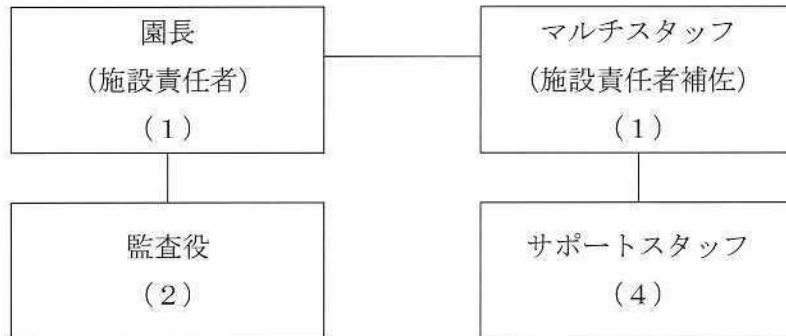 園長
(施設責任者)
(1)
マルチスタッフ
(施設責任者補佐)
(1)
監査役
(2)
サポートスタッフ
(4)